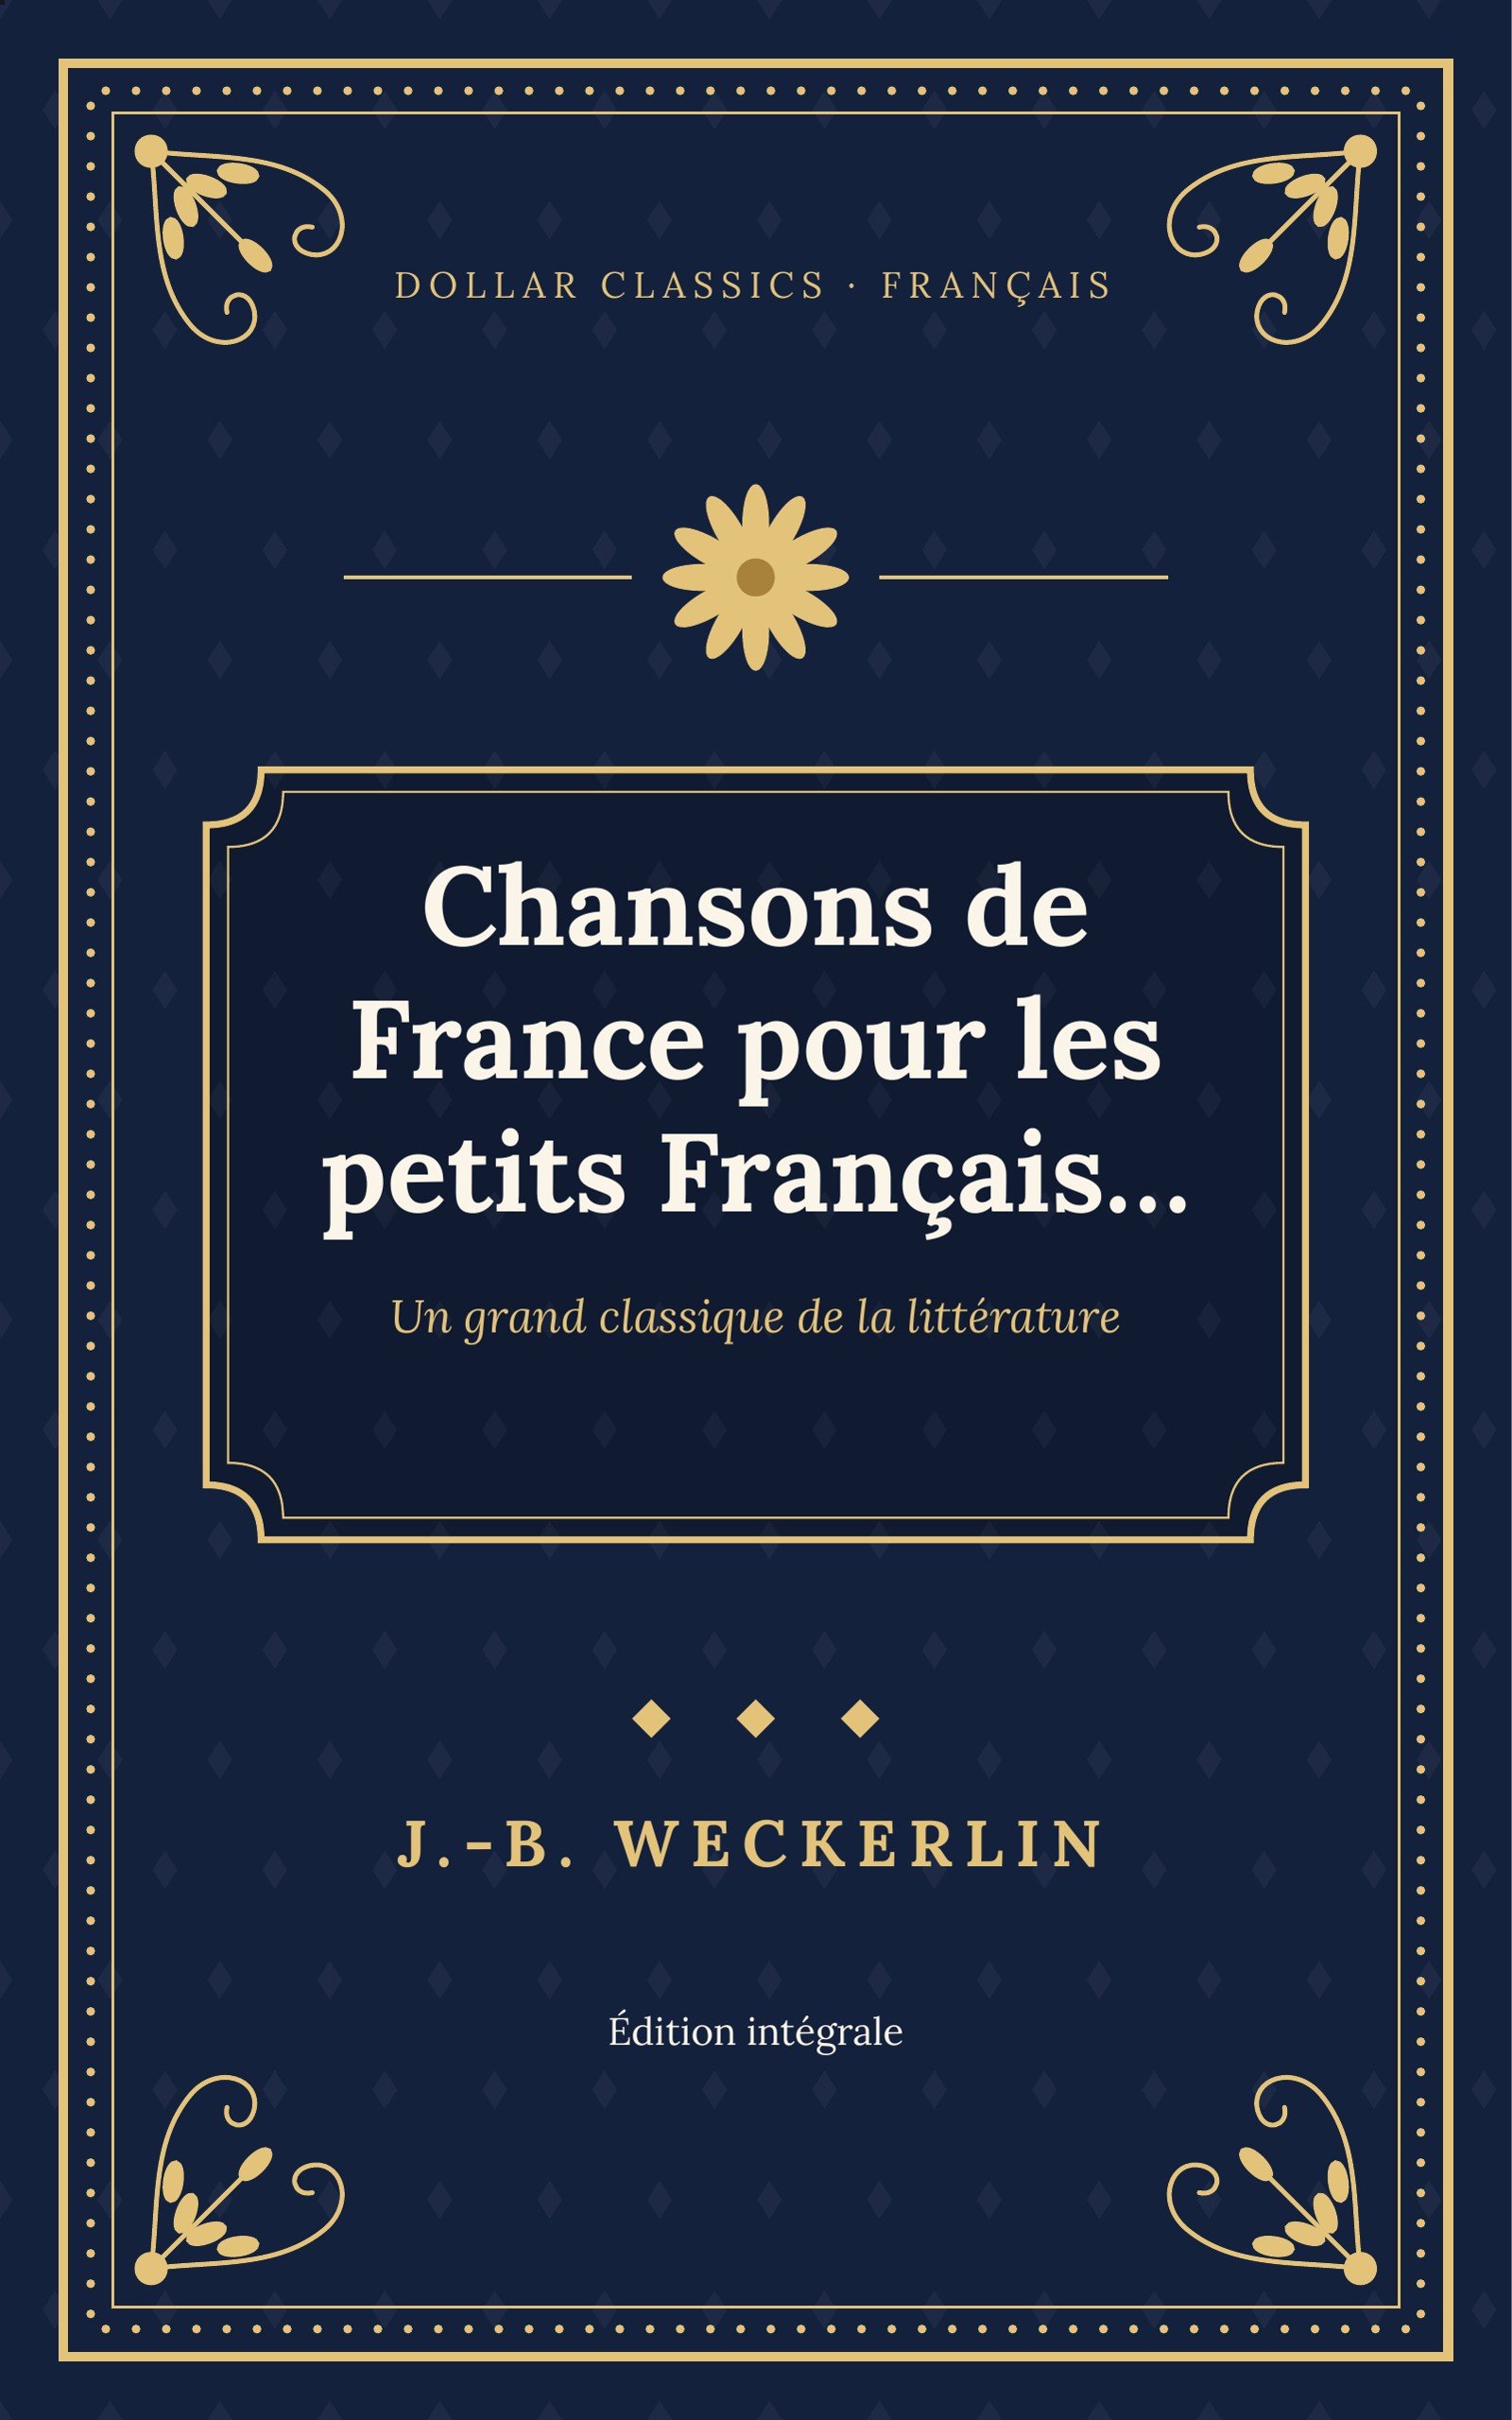 DOLLAR CLASSICS · FRANÇAIS
Chansons de
France pour les
petits Français...
Un grand classique de la littérature
J.-B. WECKERLIN
Édition intégrale